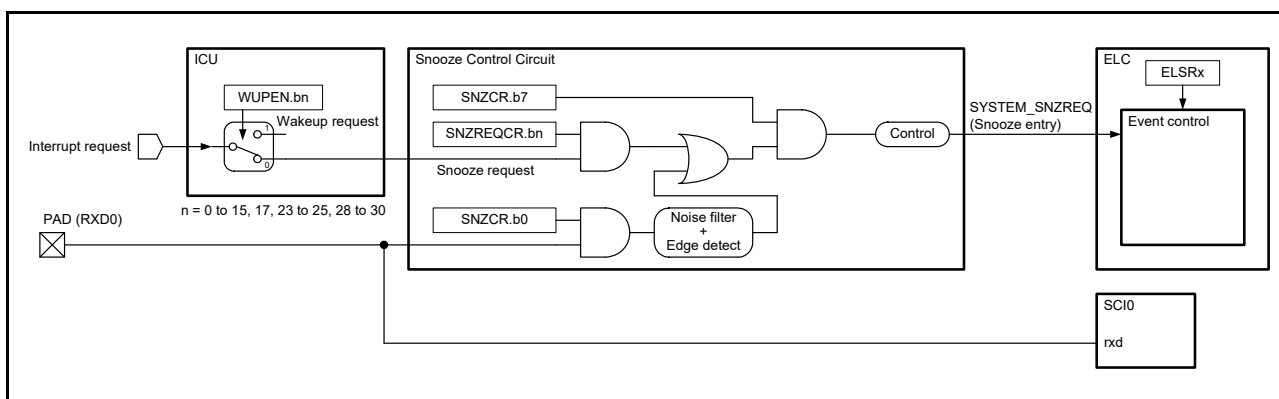 ICU
WUPEN.bn
1
Wakeup request
0
Interrupt request
n = 0 to 15, 17, 23 to 25, 28 to 30
PAD (RXD0)
Snooze Control Circuit
SNZCR.b7
SNZREQCR.bn
Snooze request
SNZCR.b0
Noise filter
+
Edge detect
Control
SYSTEM_SNZREQ
(Snooze entry)
ELC
ELSRx
Event control
SCI0
rxd